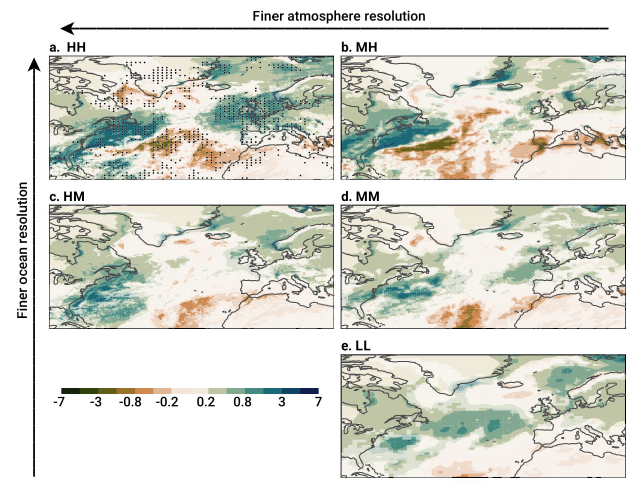 Finer atmosphere resolution
a. HH
b. MH
Finer ocean resolution
c. HM
d. MM
e. LL
-7 -3 -0.8 -0.2 0.2 0.8 3 7